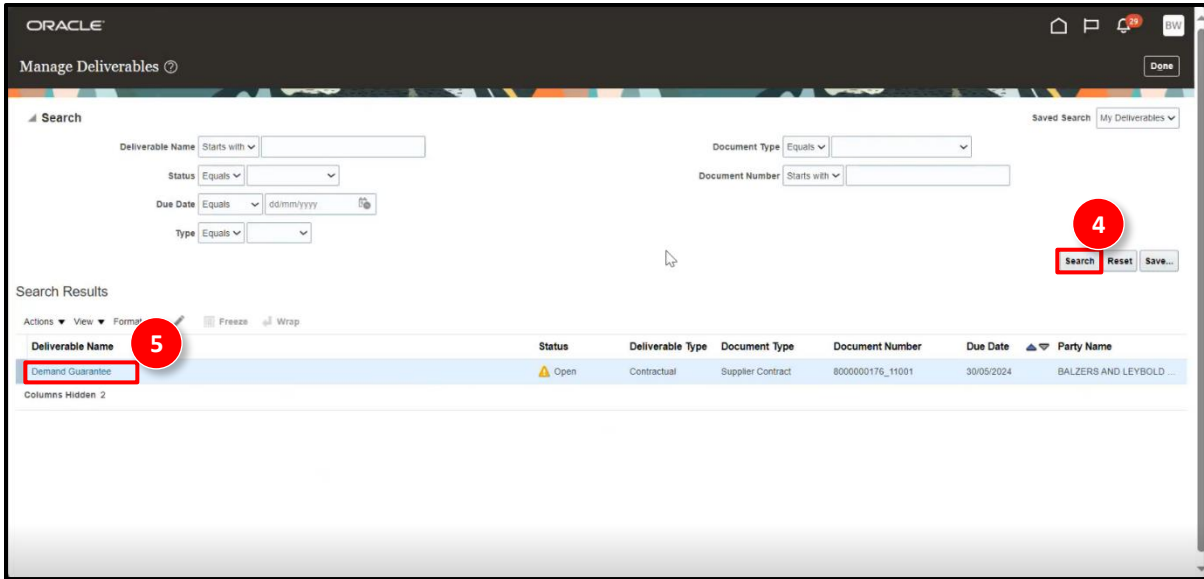 ORACLE
29
BW
Manage Deliverables
Done
Search
Saved Search My Deliverables
Deliverable Name Starts with
Document Type Equals
Status Equals
Document Number Starts with
Due Date Equals dd/mm/yyyy
Type Equals
4
Search Reset Save...
Search Results
Actions View Format Freeze Wrap
5
Deliverable Name Status Deliverable Type Document Type Document Number Due Date Party Name
Demand Guarantee Open Contractual Supplier Contract 8000000176_11001 30/05/2024 BALZERS AND LEYBOLD ...
Columns Hidden 2